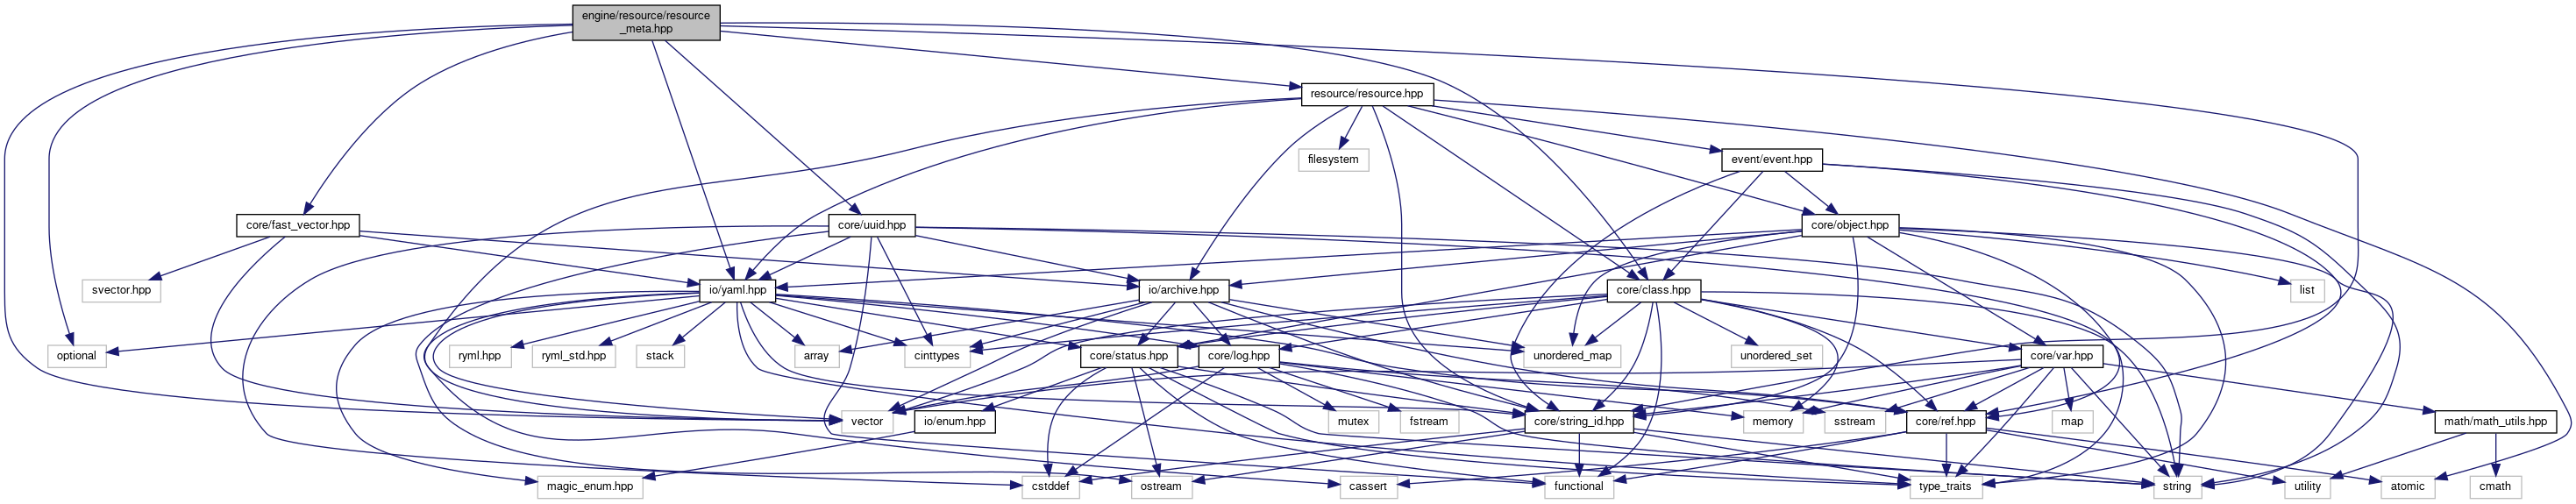 engine/resource/resource
_meta.hpp
resource/resource.hpp
filesystem
event/event.hpp
core/fast_vector.hpp
core/uuid.hpp
core/object.hpp
svector.hpp
io/yaml.hpp
io/archive.hpp
core/class.hpp
list
optional
ryml.hpp
ryml_std.hpp
stack
array
cinttypes
core/status.hpp
core/log.hpp
unordered_map
unordered_set
core/var.hpp
vector
io/enum.hpp
mutex
fstream
core/string_id.hpp
memory
sstream
core/ref.hpp
map
math/math_utils.hpp
magic_enum.hpp
cstddef
ostream
cassert
functional
type_traits
string
utility
atomic
cmath